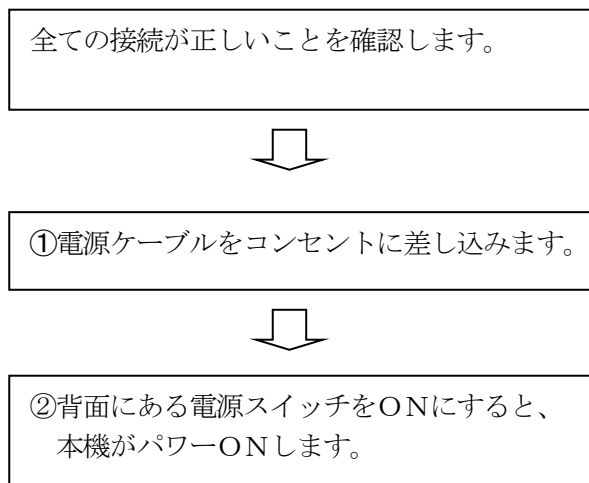 全ての接続が正しいことを確認します。
①電源ケーブルをコンセントに差し込みます。
②背面にある電源スイッチをＯＮにすると、
本機がパワーＯＮします。